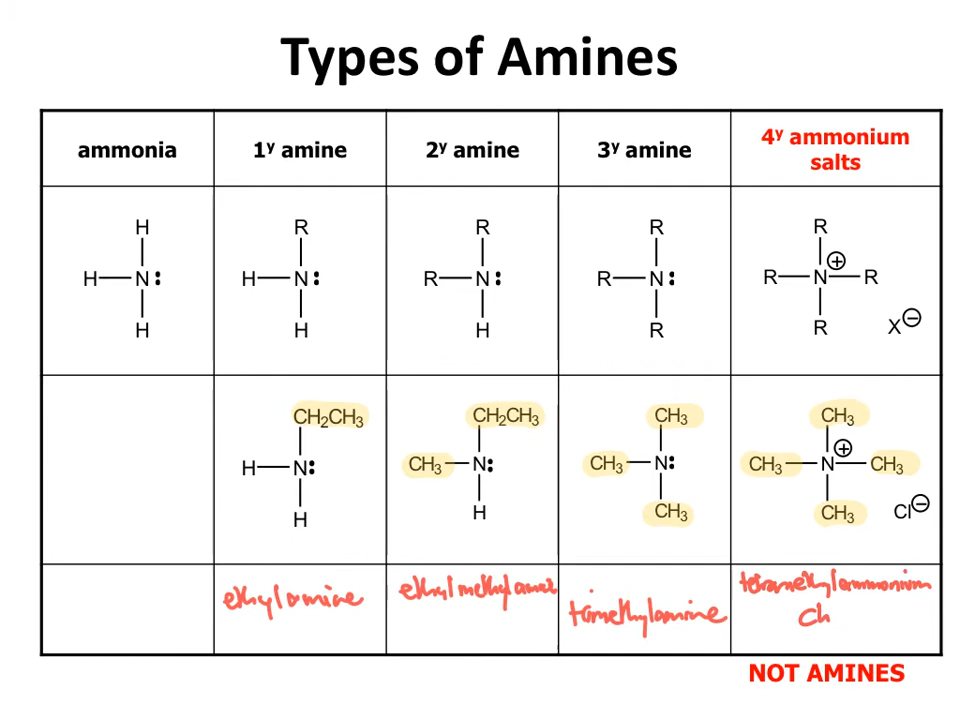 Types of Amines
ammonia
1ʸ amine
2ʸ amine
3ʸ amine
4ʸ ammonium
salts
H
H—N:
H
R
H—N:
H
R
R—N:
H
R
R—N:
R
R
R—N—R
⊕
R
X⊖
CH₂CH₃
H—N:
H
CH₂CH₃
CH₃—N:
H
CH₃
CH₃—N:
CH₃
CH₃
⊕
CH₃—N—CH₃
CH₃
Cl⊖
ethylamine
ethylmethylamine
trimethylamine
tetramethylammonium
Ch
NOT AMINES